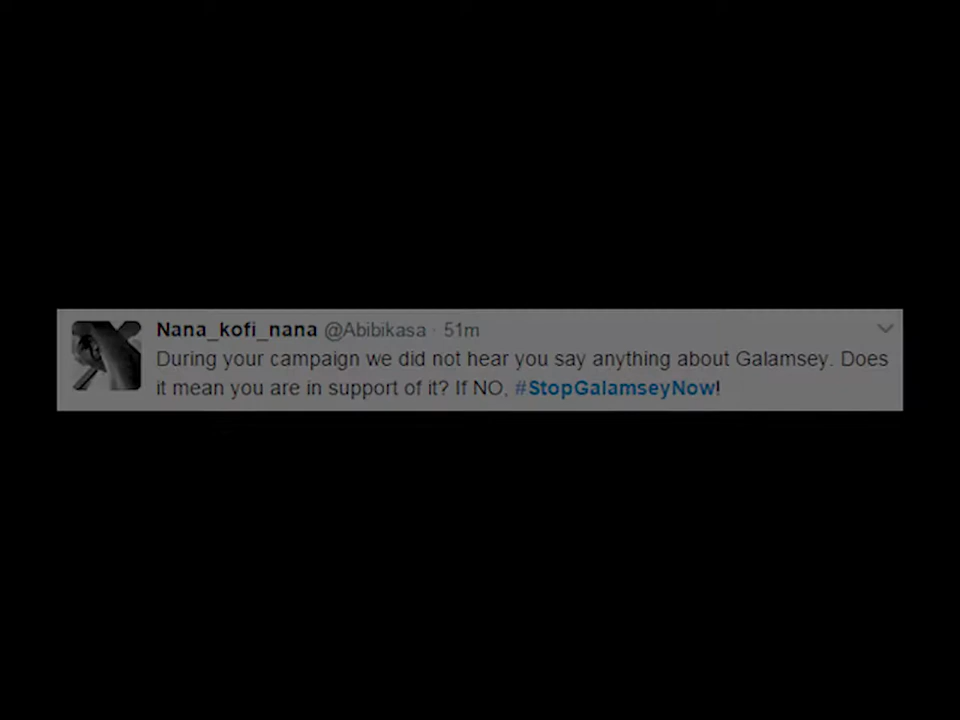 Nana_kofi_nana @Abibikasa · 51m
During your campaign we did not hear you say anything about Galamsey. Does
it mean you are in support of it? If NO, #StopGalamseyNow!